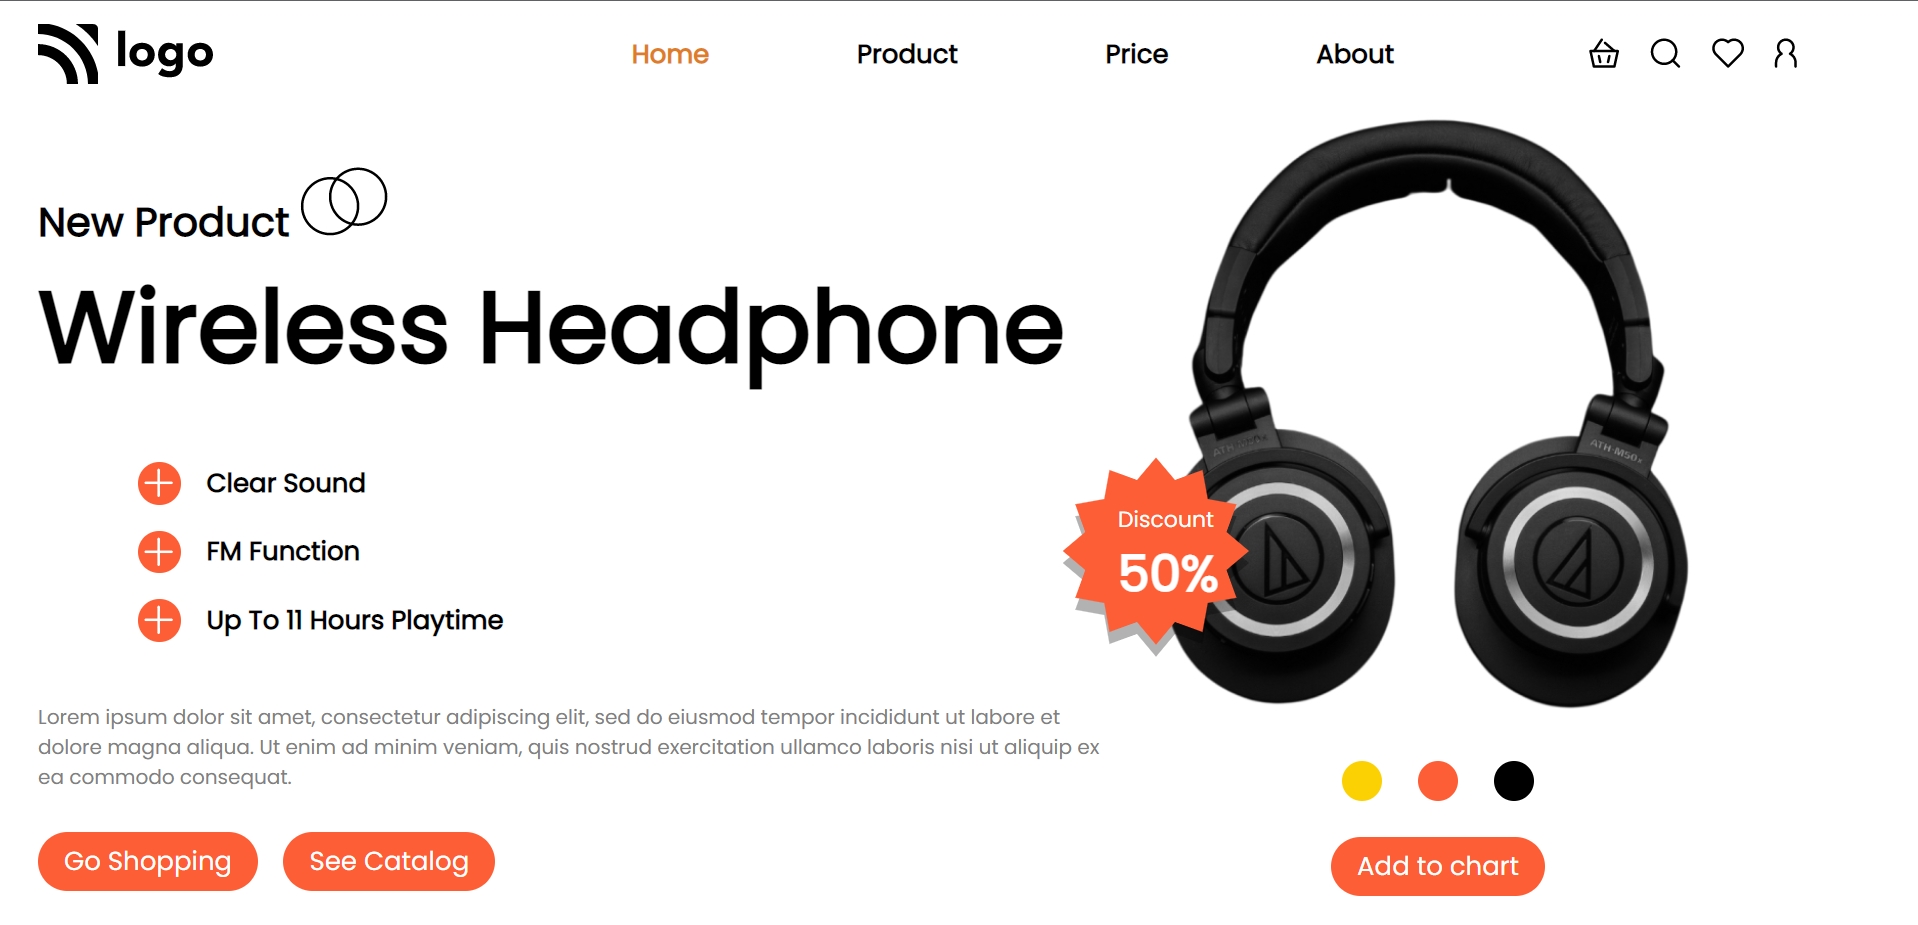 logo
Home Product Price About
New Product
Wireless Headphone
Clear Sound
FM Function
Up To 11 Hours Playtime
Lorem ipsum dolor sit amet, consectetur adipiscing elit, sed do eiusmod tempor incididunt ut labore et
dolore magna aliqua. Ut enim ad minim veniam, quis nostrud exercitation ullamco laboris nisi ut aliquip ex
ea commodo consequat.
Go Shopping See Catalog
ATH-M50x
ATH-M50x
Discount
50%
Add to chart